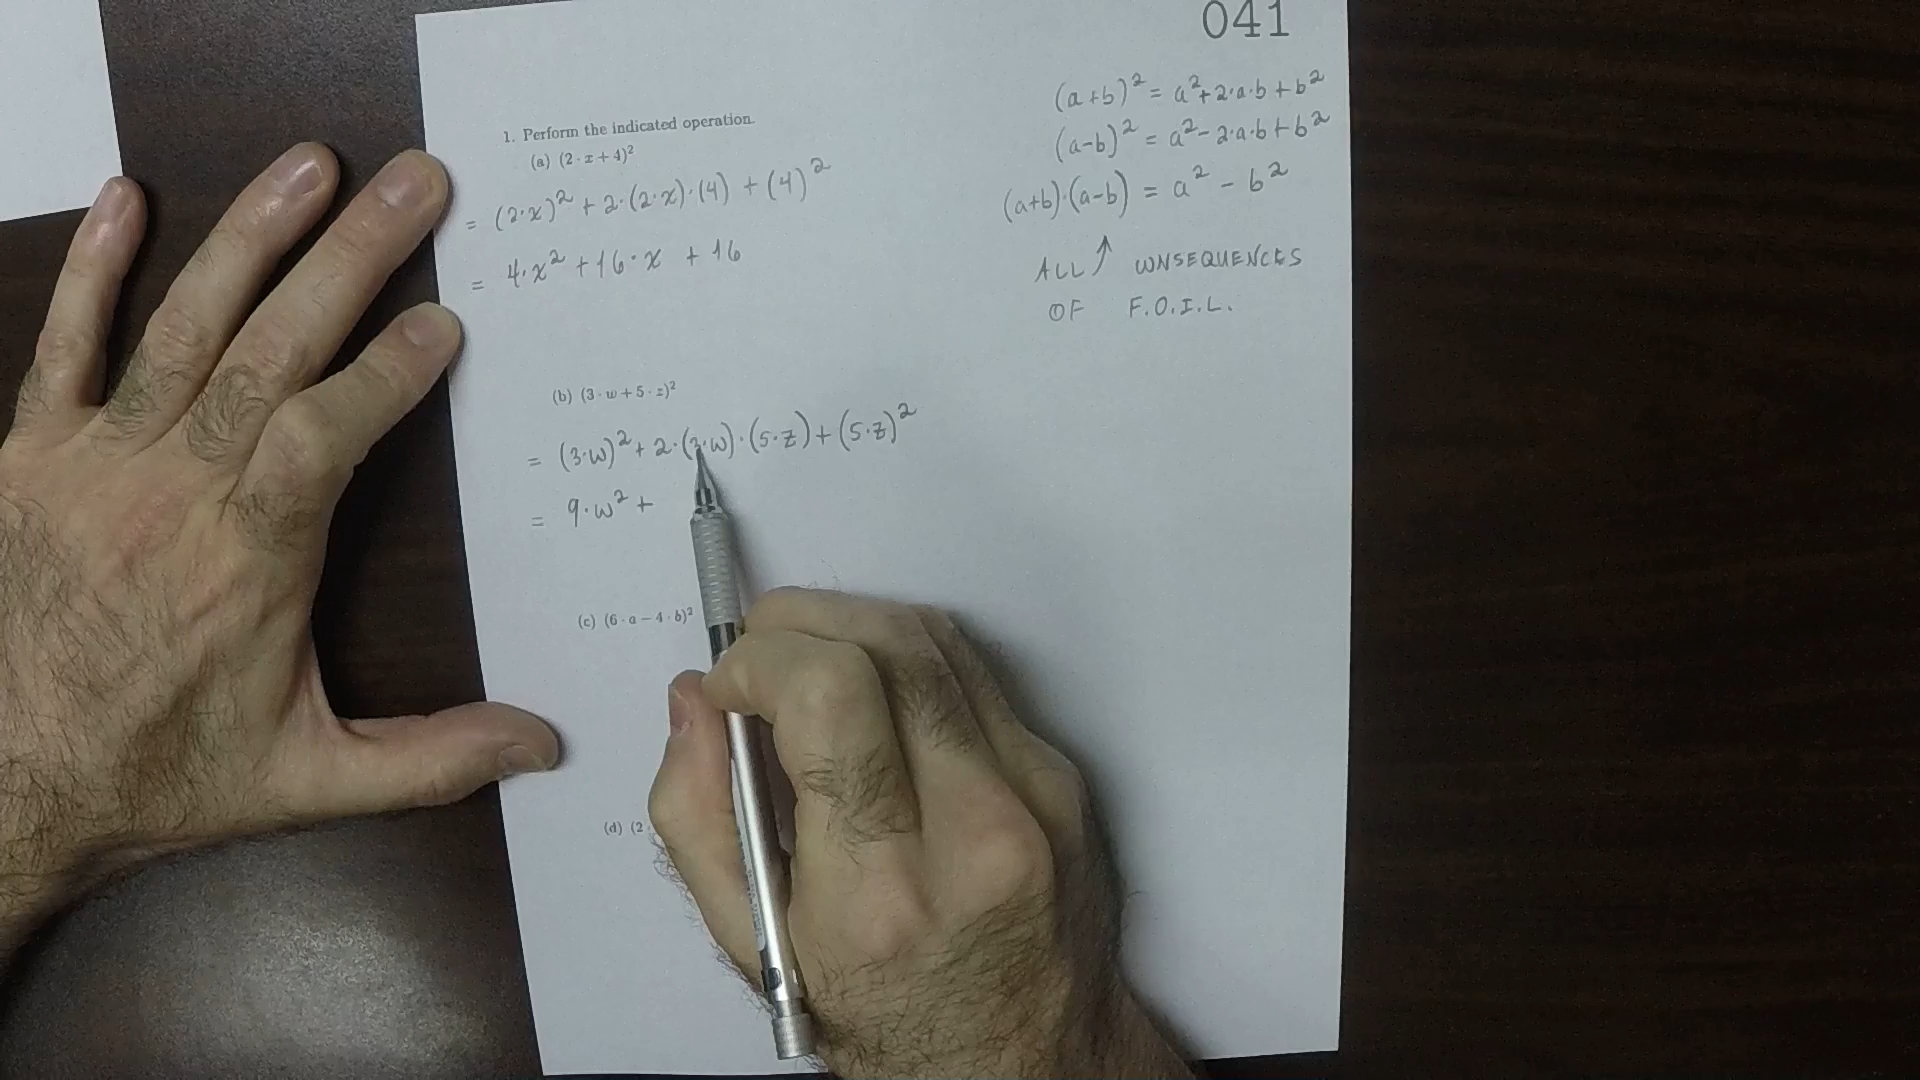 041
(a+b)² = a²+2·a·b+b²
(a-b)² = a²-2·a·b+b²
(a+b)·(a-b) = a² - b²
ALL ↑ CONSEQUENCES
OF F.O.I.L.
1. Perform the indicated operation.
(a) (2 · x + 4)²
= (2·x)² + 2·(2·x)·(4) + (4)²
= 4·x² + 16·x + 16
(b) (3 · w + 5 · z)²
= (3·w)² + 2·(3·w)·(5·z) + (5·z)²
= 9·w² +
(c) (6 · a − 4 · b)²
(d) (2